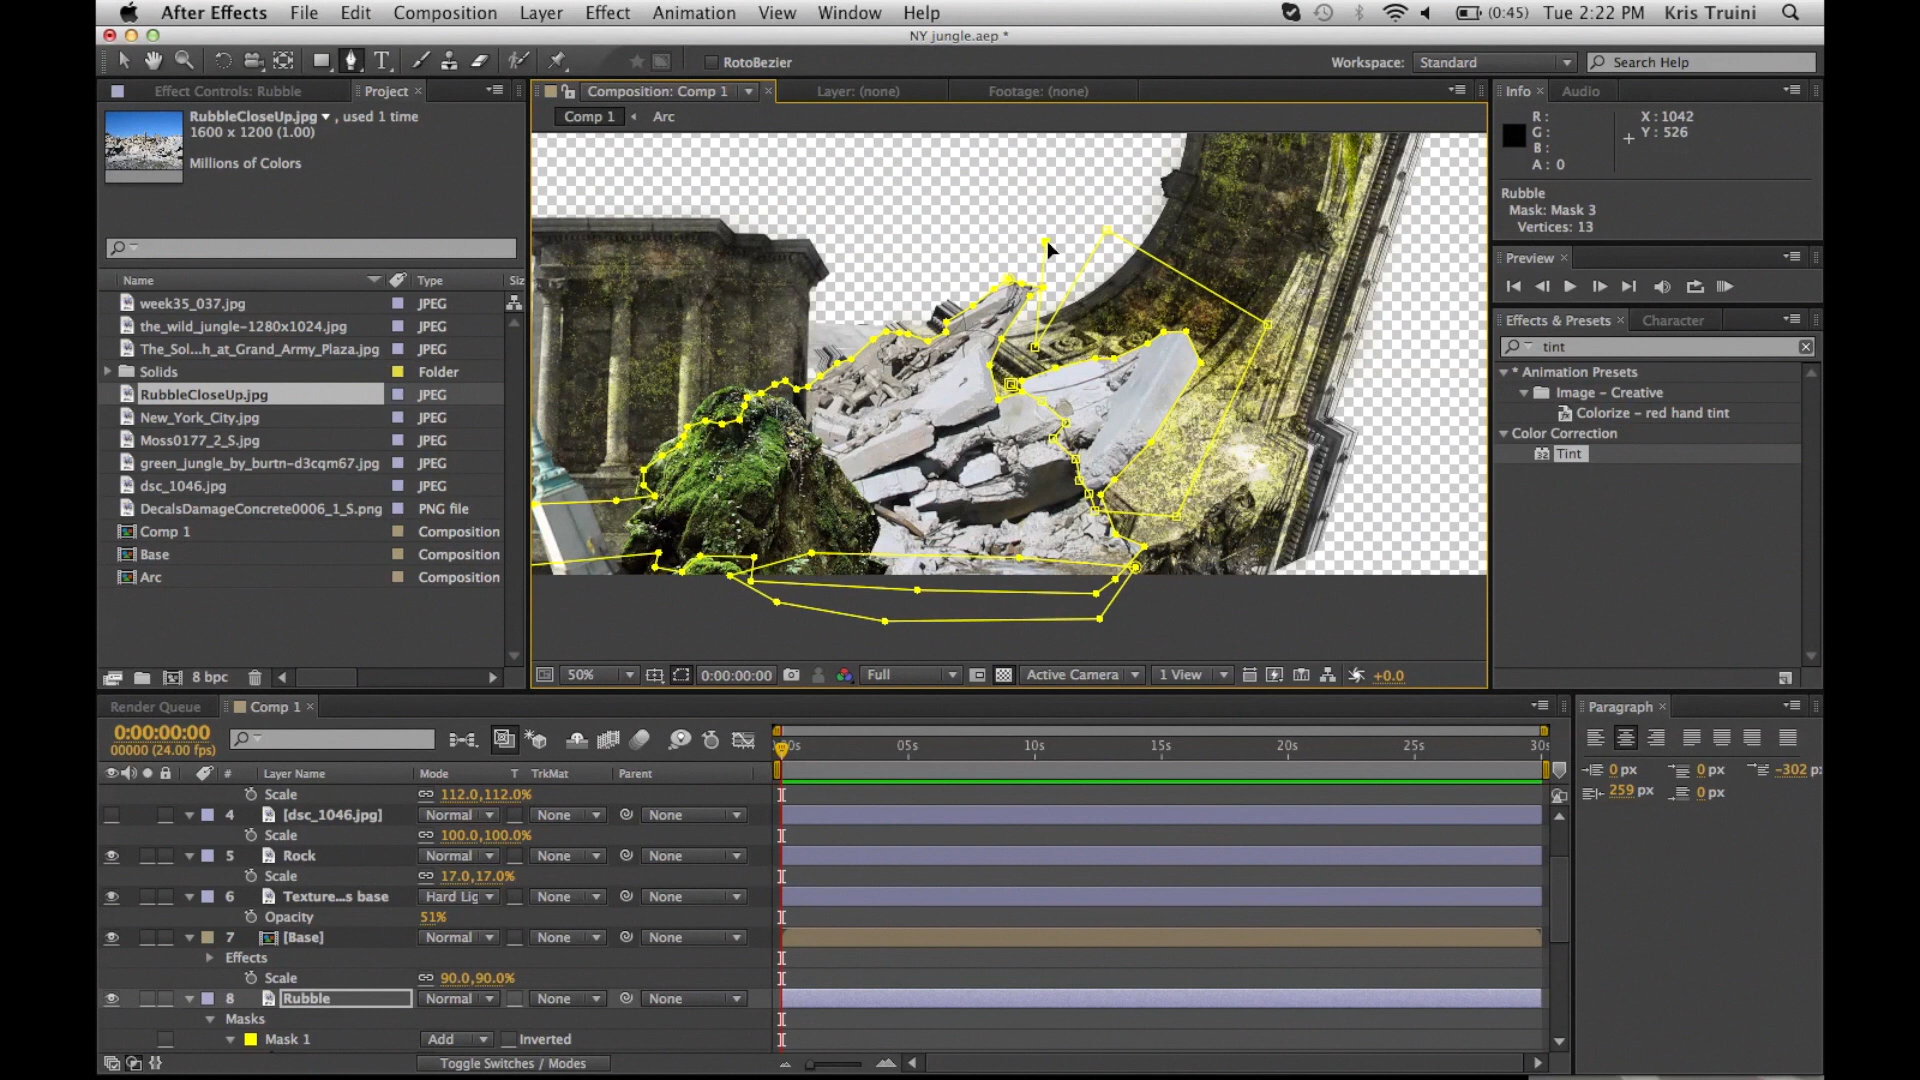 After Effects File Edit Composition Layer Effect Animation View Window Help (0:45) Tue 2:22 PM Kris Truini
NY jungle.aep *
RotoBezier Workspace: Standard Search Help
Effect Controls: Rubble Project
RubbleCloseUp.jpg , used 1 time
1600 x 1200 (1.00)
Millions of Colors
Name Type Siz
week35_037.jpg JPEG
the_wild_jungle-1280x1024.jpg JPEG
The_Sol...h_at_Grand_Army_Plaza.jpg JPEG
Solids Folder
RubbleCloseUp.jpg JPEG
New_York_City.jpg JPEG
Moss0177_2_S.jpg JPEG
green_jungle_by_burtn-d3cqm67.jpg JPEG
dsc_1046.jpg JPEG
DecalsDamageConcrete0006_1_S.png PNG file
Comp 1 Composition
Base Composition
Arc Composition
8 bpc
Composition: Comp 1 Layer: (none) Footage: (none)
Comp 1 Arc
50% 0:00:00:00 Full Active Camera 1 View +0.0
Info Audio
R: X: 1042
G: Y: 526
B:
A: 0
Rubble
Mask: Mask 3
Vertices: 13
Preview
Effects & Presets Character
tint
* Animation Presets
Image – Creative
Colorize – red hand tint
Color Correction
Tint
Render Queue Comp 1
0:00:00:00
00000 (24.00 fps)
00s 05s 10s 15s 20s 25s 30s
# Layer Name Mode T TrkMat Parent
Scale 112.0,112.0%
4 [dsc_1046.jpg] Normal None None
Scale 100.0,100.0%
5 Rock Normal None None
Scale 17.0,17.0%
6 Texture...s base Hard Lig None None
Opacity 51%
7 [Base] Normal None None
Effects
Scale 90.0,90.0%
8 Rubble Normal None None
Masks
Mask 1 Add Inverted
Toggle Switches / Modes
Paragraph
0 px 0 px -302 p
259 px 0 px